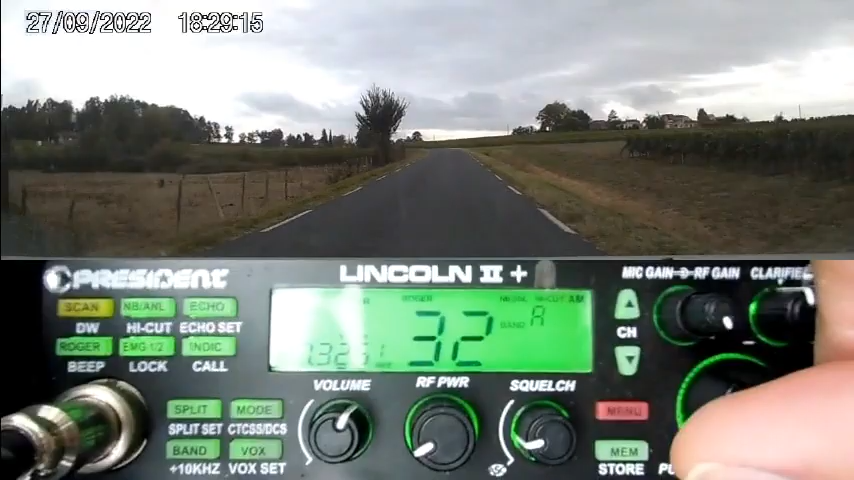 27/09/2022 18:29:15
PRESIDENT LINCOLN II + MIC GAIN RF GAIN CLARIFIE
SCAN NB/ANL ECHO
DW HI-CUT ECHO SET
ROGER EMG 1/2 INDIC
BEEP LOCK CALL
ROGER NB/ANL HI-CUT AM
32 BAND A
CH
VOLUME RF PWR SQUELCH
SPLIT MODE
SPLIT SET CTCSS/DCS
BAND VOX
+10KHZ VOX SET
MENU
MEM
STORE